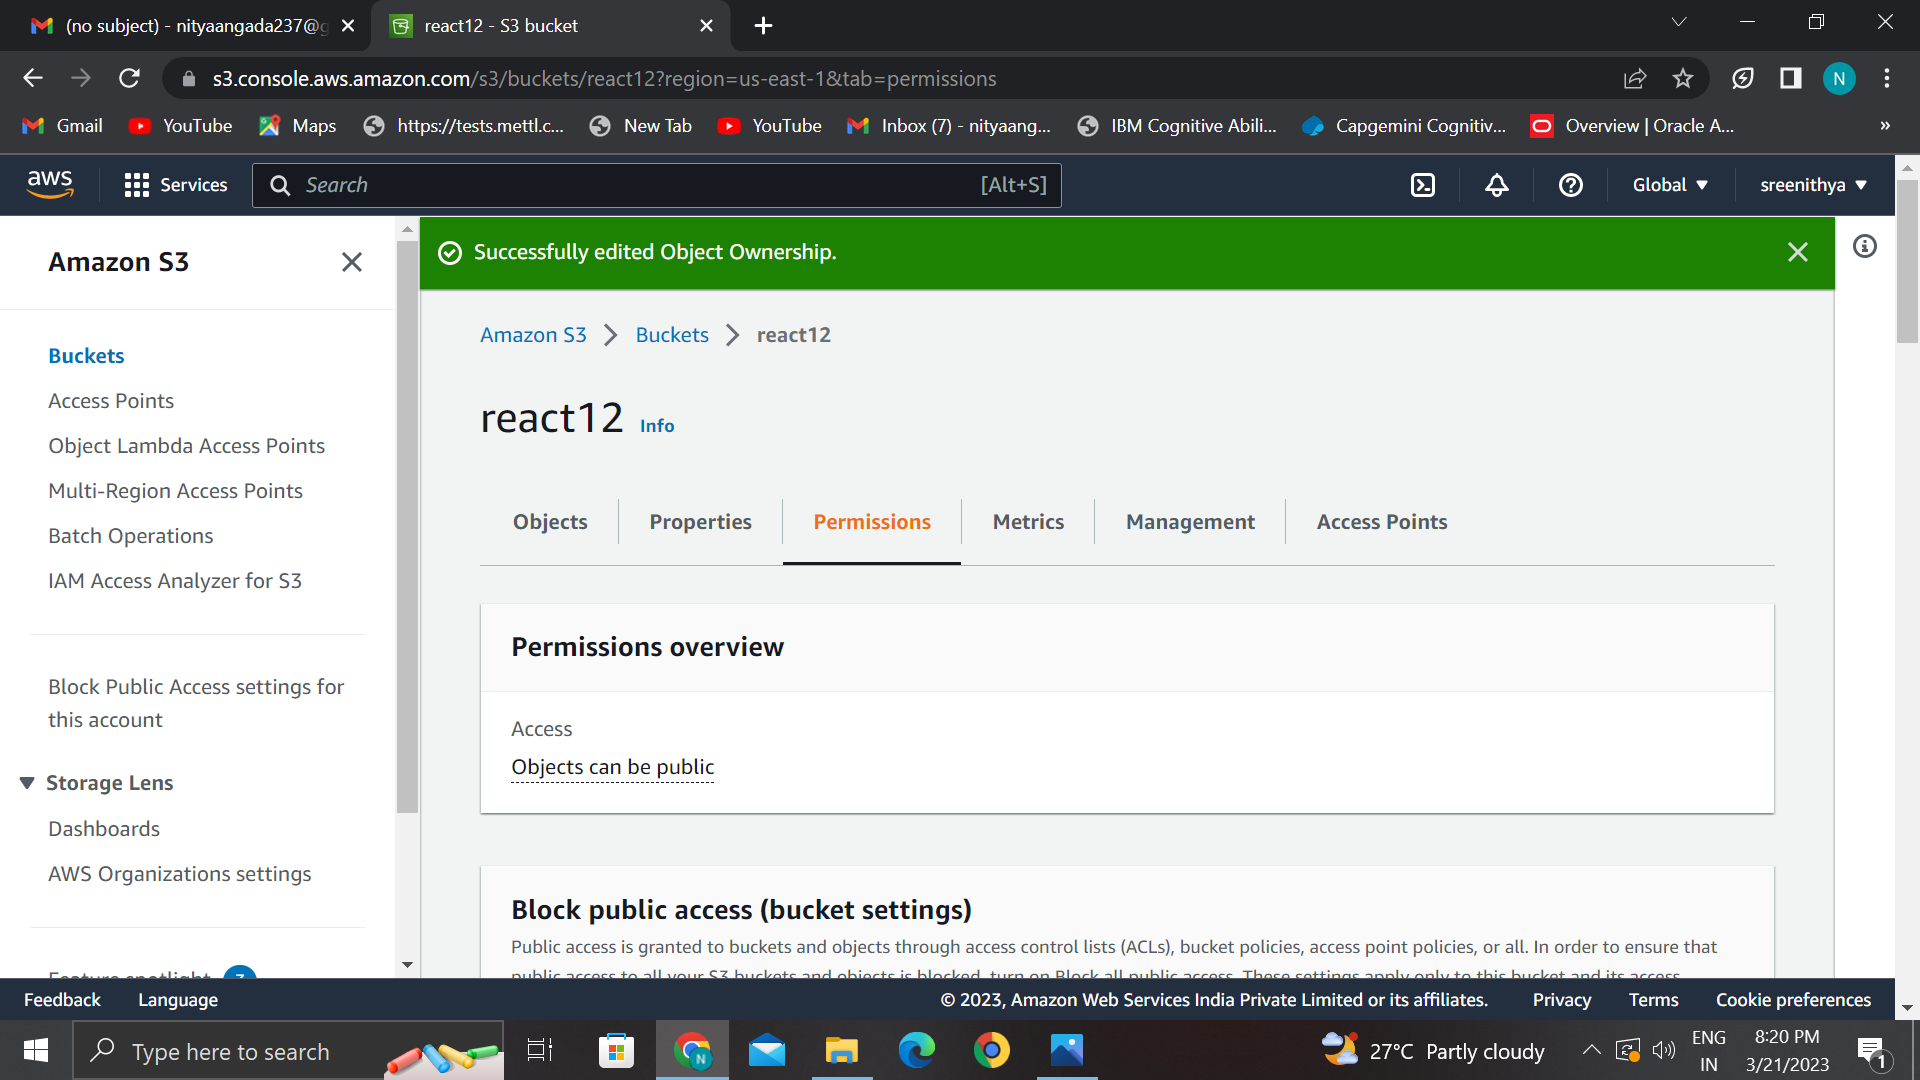 (no subject) - nityaangada237@g
react12 - S3 bucket
s3.console.aws.amazon.com/s3/buckets/react12?region=us-east-1&tab=permissions
N
Gmail
YouTube
Maps
https://tests.mettl.c...
New Tab
YouTube
Inbox (7) - nityaang...
IBM Cognitive Abili...
Capgemini Cognitiv...
Overview | Oracle A...
»
aws
Services
Search
[Alt+S]
Global
sreenithya
Amazon S3
Buckets
Access Points
Object Lambda Access Points
Multi-Region Access Points
Batch Operations
IAM Access Analyzer for S3
Block Public Access settings for
this account
Storage Lens
Dashboards
AWS Organizations settings
Feature spotlight
Successfully edited Object Ownership.
Amazon S3
Buckets
react12
react12 Info
Objects
Properties
Permissions
Metrics
Management
Access Points
Permissions overview
Access
Objects can be public
Block public access (bucket settings)
Public access is granted to buckets and objects through access control lists (ACLs), bucket policies, access point policies, or all. In order to ensure that
public access to all your S3 buckets and objects is blocked, turn on Block all public access. These settings apply only to this bucket and its access
Feedback
Language
© 2023, Amazon Web Services India Private Limited or its affiliates.
Privacy
Terms
Cookie preferences
Type here to search
N
27°C Partly cloudy
ENG
IN
8:20 PM
3/21/2023
1